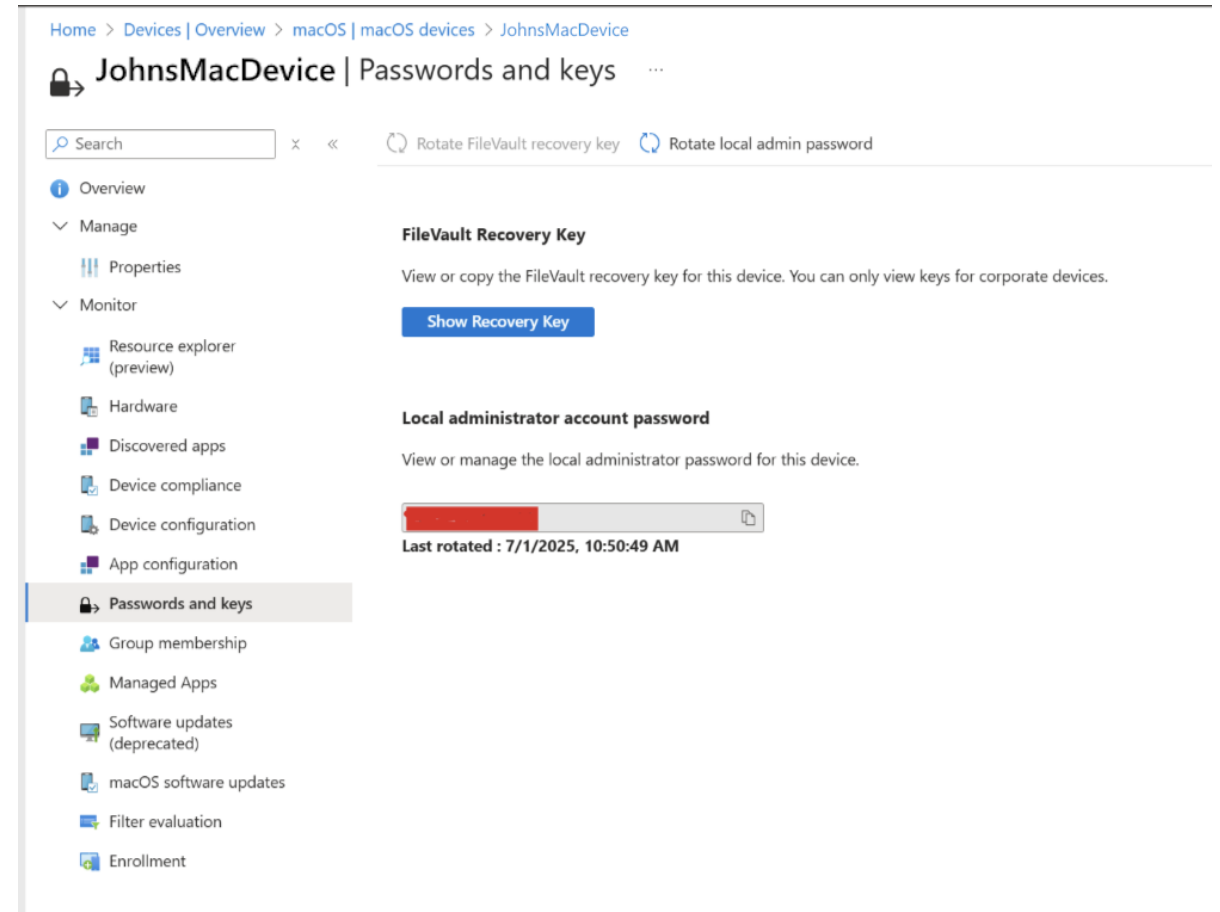 Home > Devices | Overview > macOS | macOS devices > JohnsMacDevice
JohnsMacDevice | Passwords and keys ...
Search
Rotate FileVault recovery key Rotate local admin password
Overview
Manage
Properties
Monitor
Resource explorer
(preview)
Hardware
Discovered apps
Device compliance
Device configuration
App configuration
Passwords and keys
Group membership
Managed Apps
Software updates
(deprecated)
macOS software updates
Filter evaluation
Enrollment
FileVault Recovery Key
View or copy the FileVault recovery key for this device. You can only view keys for corporate devices.
Show Recovery Key
Local administrator account password
View or manage the local administrator password for this device.
Last rotated : 7/1/2025, 10:50:49 AM